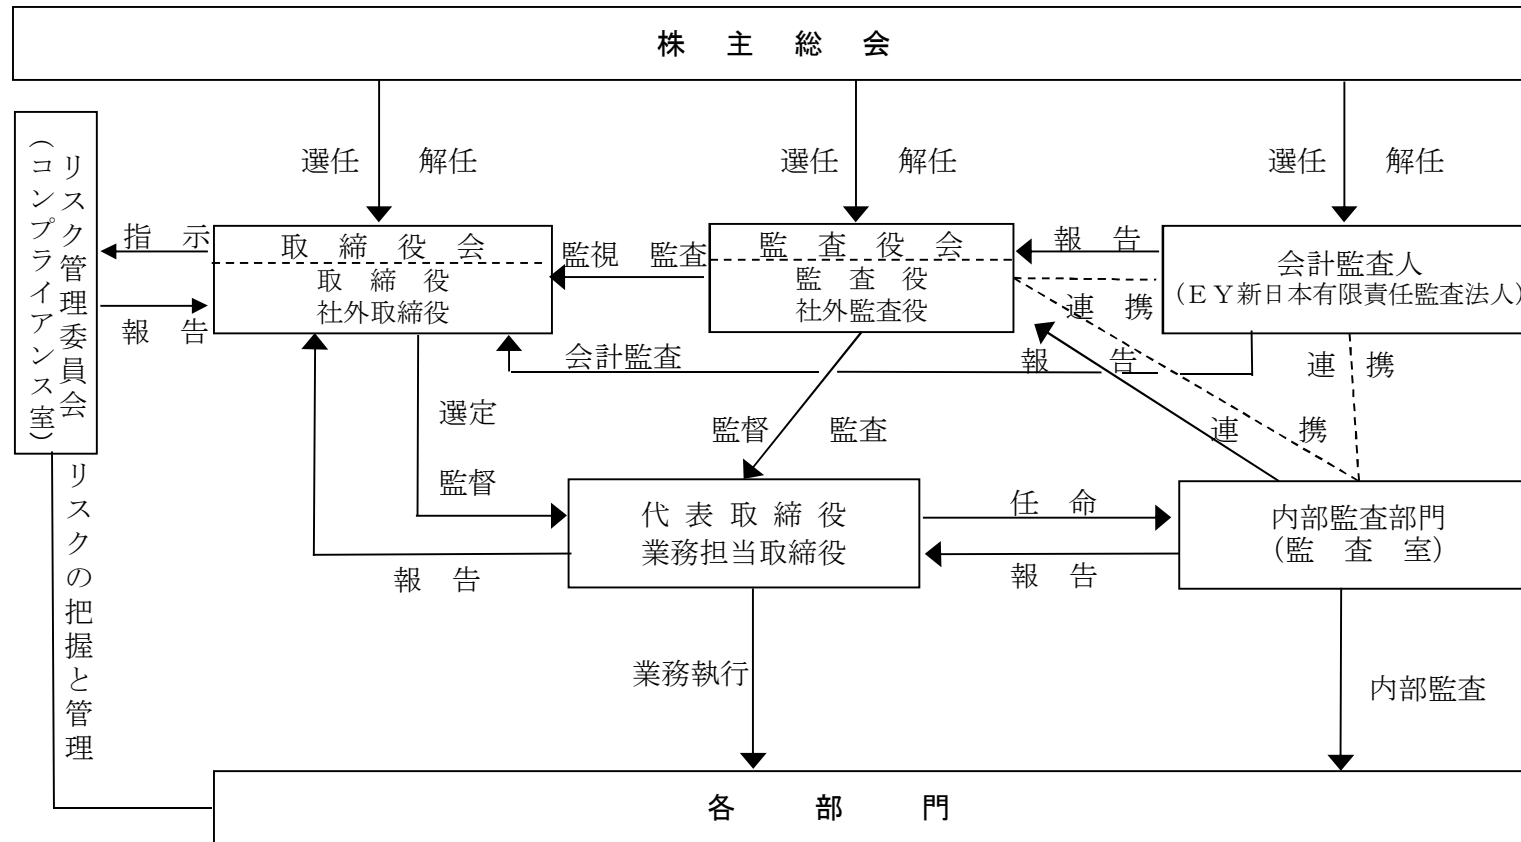 株主総会
選任 解任
選任 解任
選任 解任
リスク管理委員会
（コンプライアンス室）
指示
報告
取締役会
取締役
社外取締役
監視 監査
監査役会
監査役
社外監査役
報告
連携
会計監査人
（ＥＹ新日本有限責任監査法人）
会計監査
報告
連携
選定
監督
監督 監査
連携
代表取締役
業務担当取締役
任命
報告
内部監査部門
（監査室）
報告
リスクの把握と管理
業務執行
内部監査
各部門